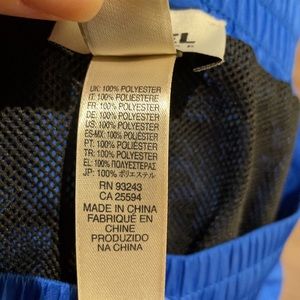 EL
UK: 100% POLYESTER
IT: 100% POLIESTERE
FR: 100% POLYESTER
DE: 100% POLYESTER
US: 100% POLYESTER
ES-MX: 100% POLIÉSTER
PT: 100% POLIÉSTER
TR: 100% POLYESTER
EL: 100% ΠΟΛΥΕΣΤΕΡΑΣ
JP: 100% ポリエステル
RN 93243
CA 25594
MADE IN CHINA
FABRIQUÉ EN
CHINE
PRODUZIDO
NA CHINA